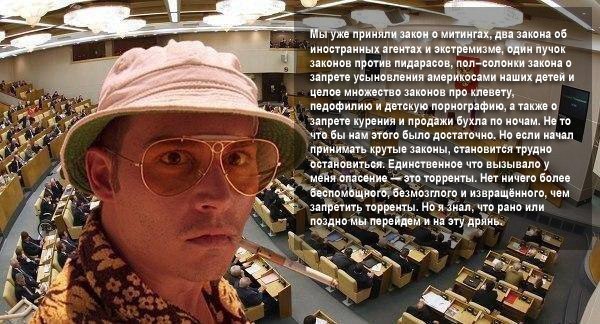 Мы уже приняли закон о митингах, два закона об
иностранных агентах и экстремизме, один пучок
законов против пидарасов, пол–солонки закона о
запрете усыновления америкосами наших детей и
целое множество законов про клевету,
педофилию и детскую порнографию, а также о
запрете курения и продажи бухла по ночам. Не то
что бы нам этого было достаточно. Но если начал
принимать крутые законы, становится трудно
остановиться. Единственное что вызывало у
меня опасение — это торренты. Нет ничего более
беспомощного, безмозглого и извращённого, чем
запретить торренты. Но я знал, что рано или
поздно мы перейдем и на эту дрянь.